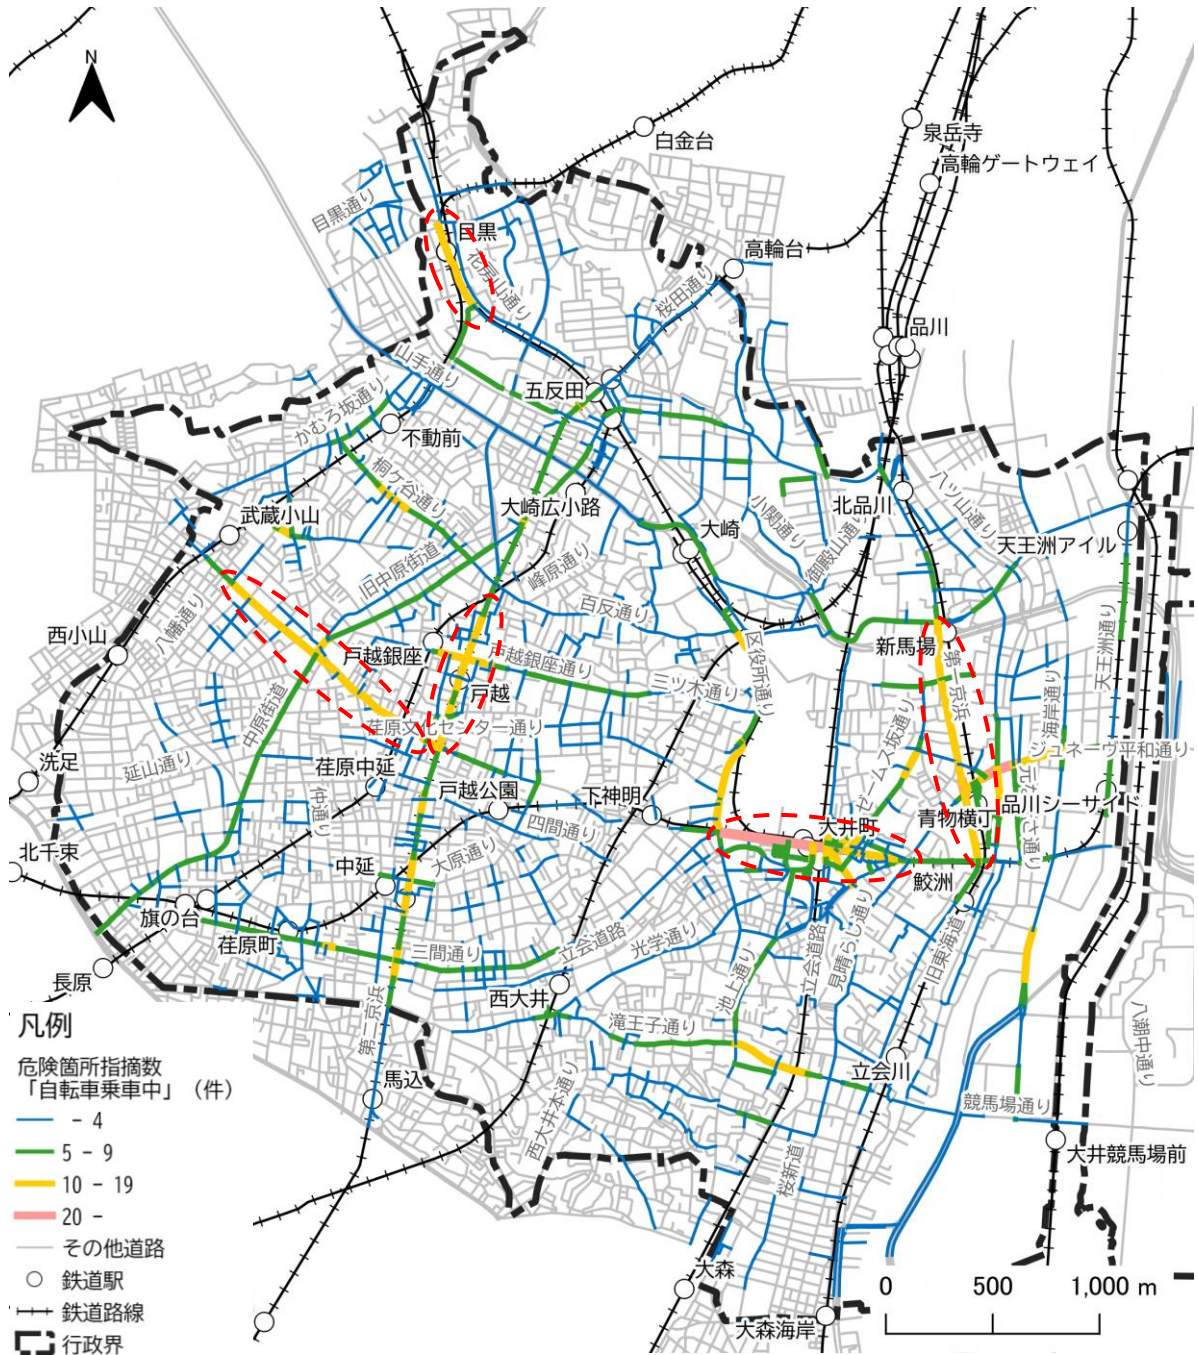 N
白金台
泉岳寺
高輪ゲートウェイ
目黒通り
目黒
花房山通り
高輪台
桜田通り
品川
山手通り
五反田
かむろ坂通り
不動前
桐ケ谷通り
大崎広小路
武蔵小山
大崎
小関通り
北品川
八ツ山通り
御殿山通り
天王洲アイル
旧中原街道
峰原通り
百反通り
八幡通り
西小山
戸越銀座
戸越銀座通り
区役所通り
新馬場
第一京浜
天王洲通り
海岸通り
戸越
三ツ木通り
中原街道
荏原文化センター通り
ゼームス坂通り
ジュネーヴ平和通り
洗足
延山通り
荏原中延
戸越公園
下神明
品川シーサイド
青物横丁
大井町
仲通り
四間通り
北千束
中延
大原通り
鮫洲
旗の台
荏原町
三間通り
立会道路
光学通り
池上通り
立会道路
見晴らし通り
旧東海道
長原
西大井
滝王子通り
八潮中通り
第二京浜
馬込
立会川
競馬場通り
西大井本通り
大井競馬場前
桜新道
大森
大森海岸
凡例
危険箇所指摘数
「自転車乗車中」（件）
- 4
5 - 9
10 - 19
20 -
その他道路
鉄道駅
鉄道路線
行政界
0 500 1,000 m